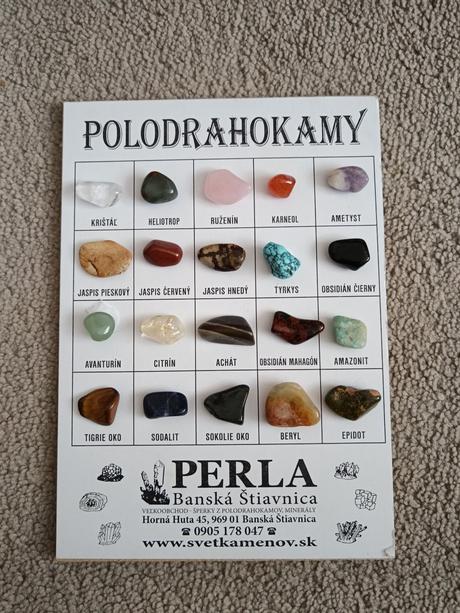 POLODRAHOKAMY
KRIŠTÁĽ HELIOTROP RUŽENÍN KARNEOL AMETYST
JASPIS PIESKOVÝ JASPIS ČERVENÝ JASPIS HNEDÝ TYRKYS OBSIDIÁN ČIERNY
AVANTURÍN CITRÍN ACHÁT OBSIDIÁN MAHAGÓN AMAZONIT
TIGRIE OKO SODALIT SOKOLIE OKO BERYL EPIDOT
PERLA
Banská Štiavnica
VEĽKOOBCHOD - ŠPERKY Z POLODRAHOKAMOV, MINERÁLY
Horná Huta 45, 969 01 Banská Štiavnica
☎ 0905 178 047 ☎
www.svetkamenov.sk